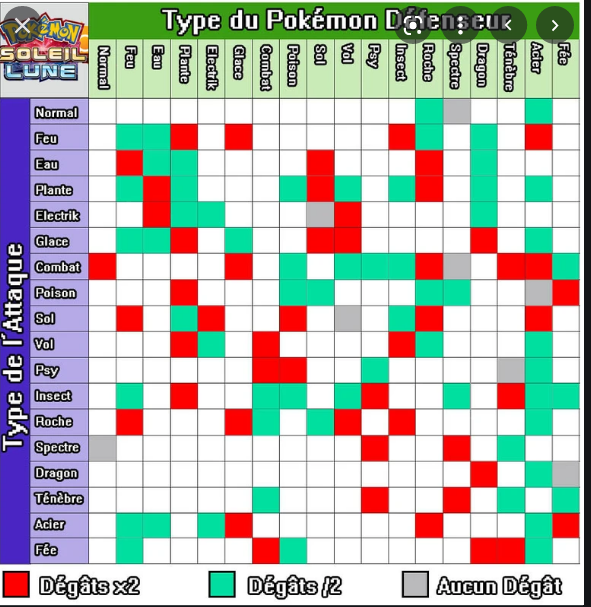 Type du Pokémon Défenseur
POKéMON
SOLEIL
LUNE
Normal
Feu
Eau
Plante
Electrik
Glace
Combat
Poison
Sol
Vol
Psy
Insect
Roche
Spectre
Dragon
Ténèbre
Acier
Fée
Type de l'Attaque
Normal
Feu
Eau
Plante
Electrik
Glace
Combat
Poison
Sol
Vol
Psy
Insect
Roche
Spectre
Dragon
Ténèbre
Acier
Fée
Dégâts x2
Dégâts /2
Aucun Dégât